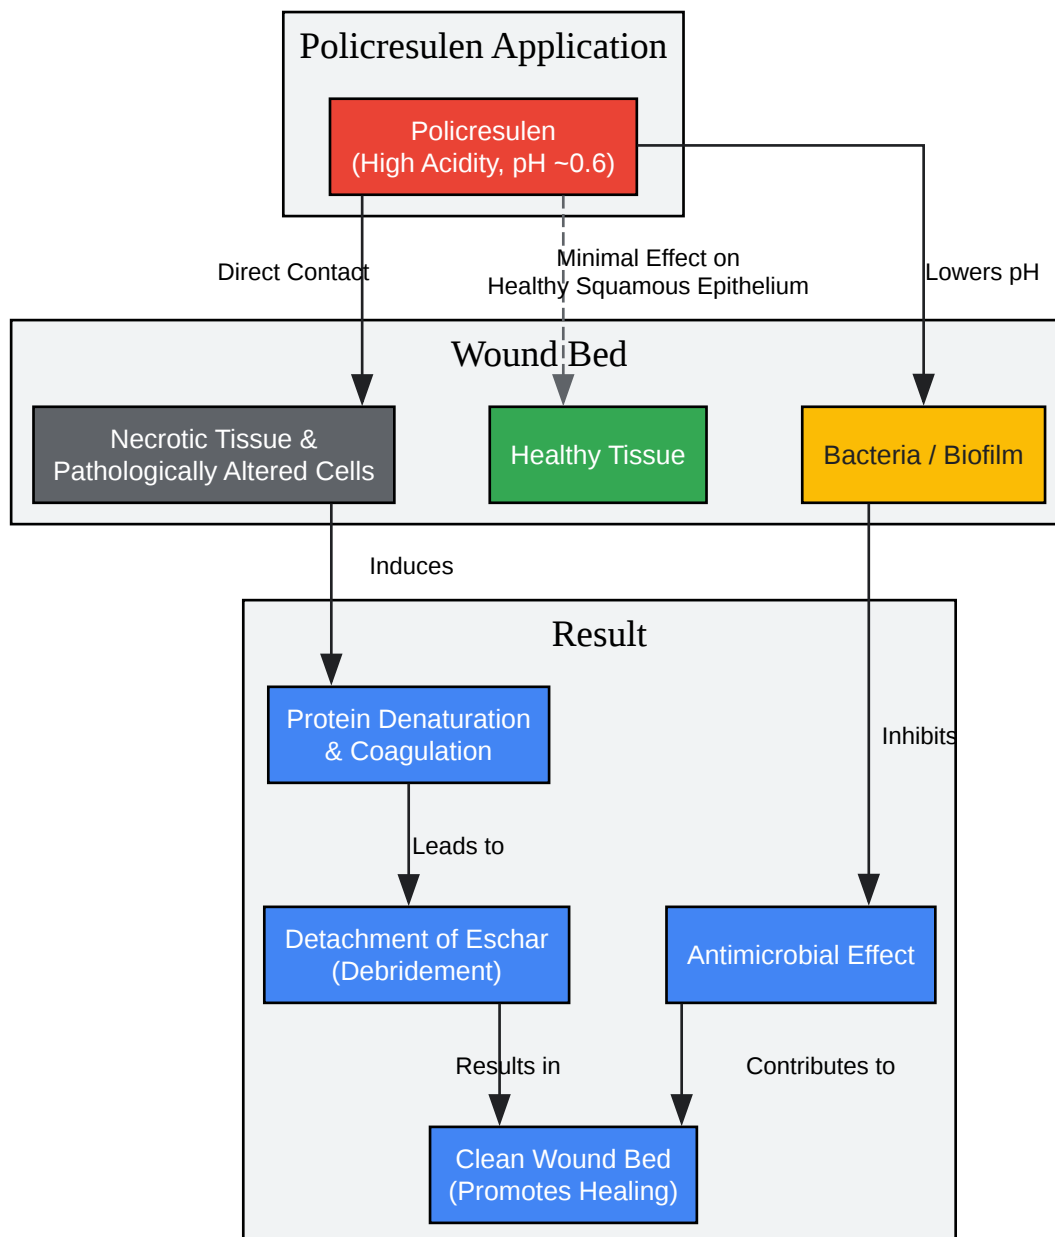 Policresulen Application
Policresulen
(High Acidity, pH ~0.6)
Direct Contact
Minimal Effect on
Healthy Squamous Epithelium
Lowers pH
Wound Bed
Necrotic Tissue &
Pathologically Altered Cells
Healthy Tissue
Bacteria / Biofilm
Induces
Result
Protein Denaturation
& Coagulation
Inhibits
Leads to
Detachment of Eschar
(Debridement)
Antimicrobial Effect
Results in
Contributes to
Clean Wound Bed
(Promotes Healing)